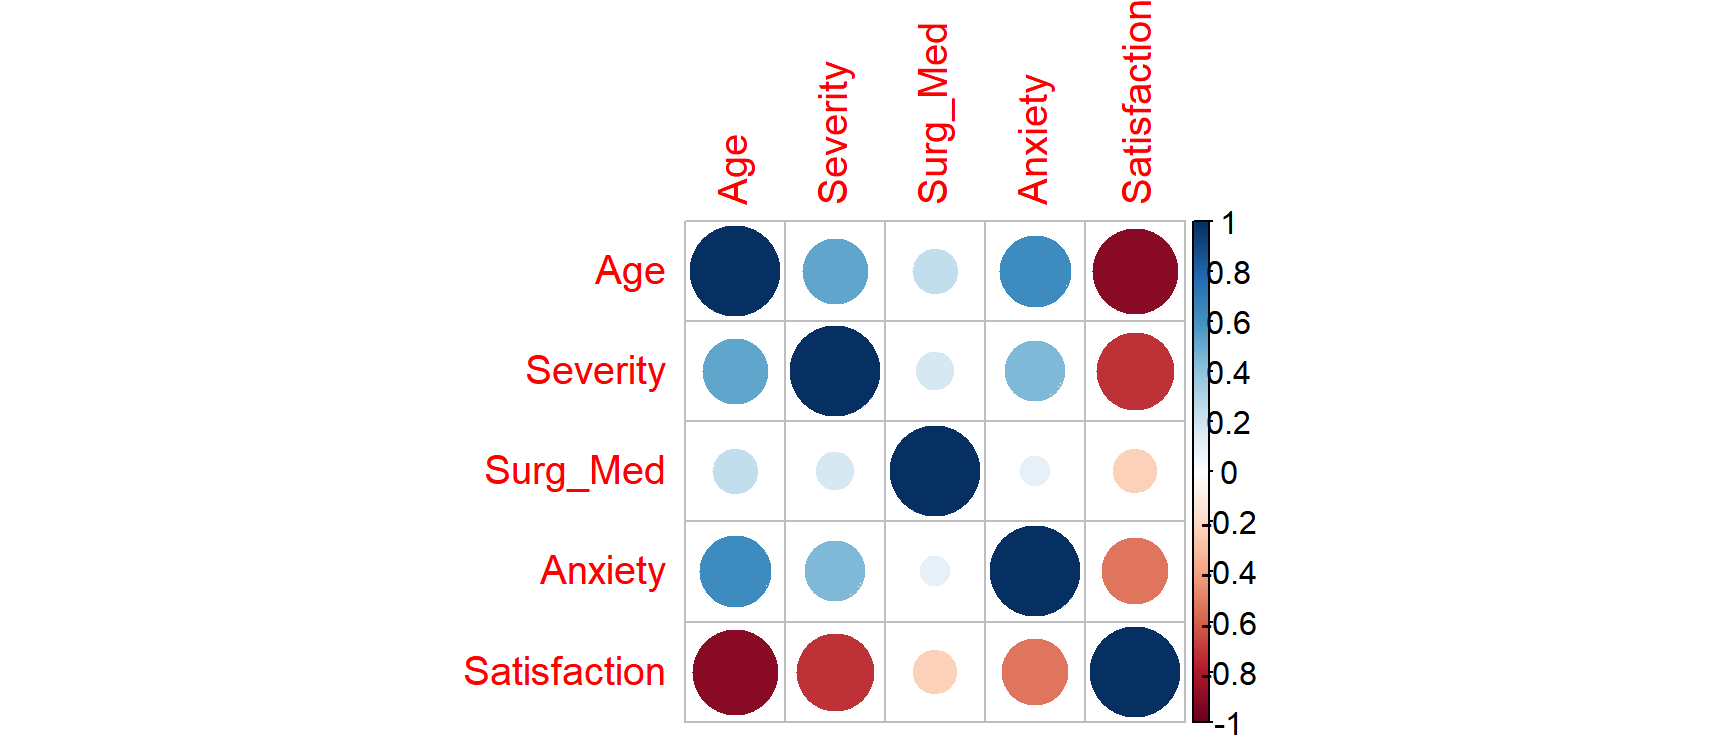 Age
Severity
Surg_Med
Anxiety
Satisfaction
Age
Severity
Surg_Med
Anxiety
Satisfaction
1
0.8
0.6
0.4
0.2
0
-0.2
-0.4
-0.6
-0.8
-1